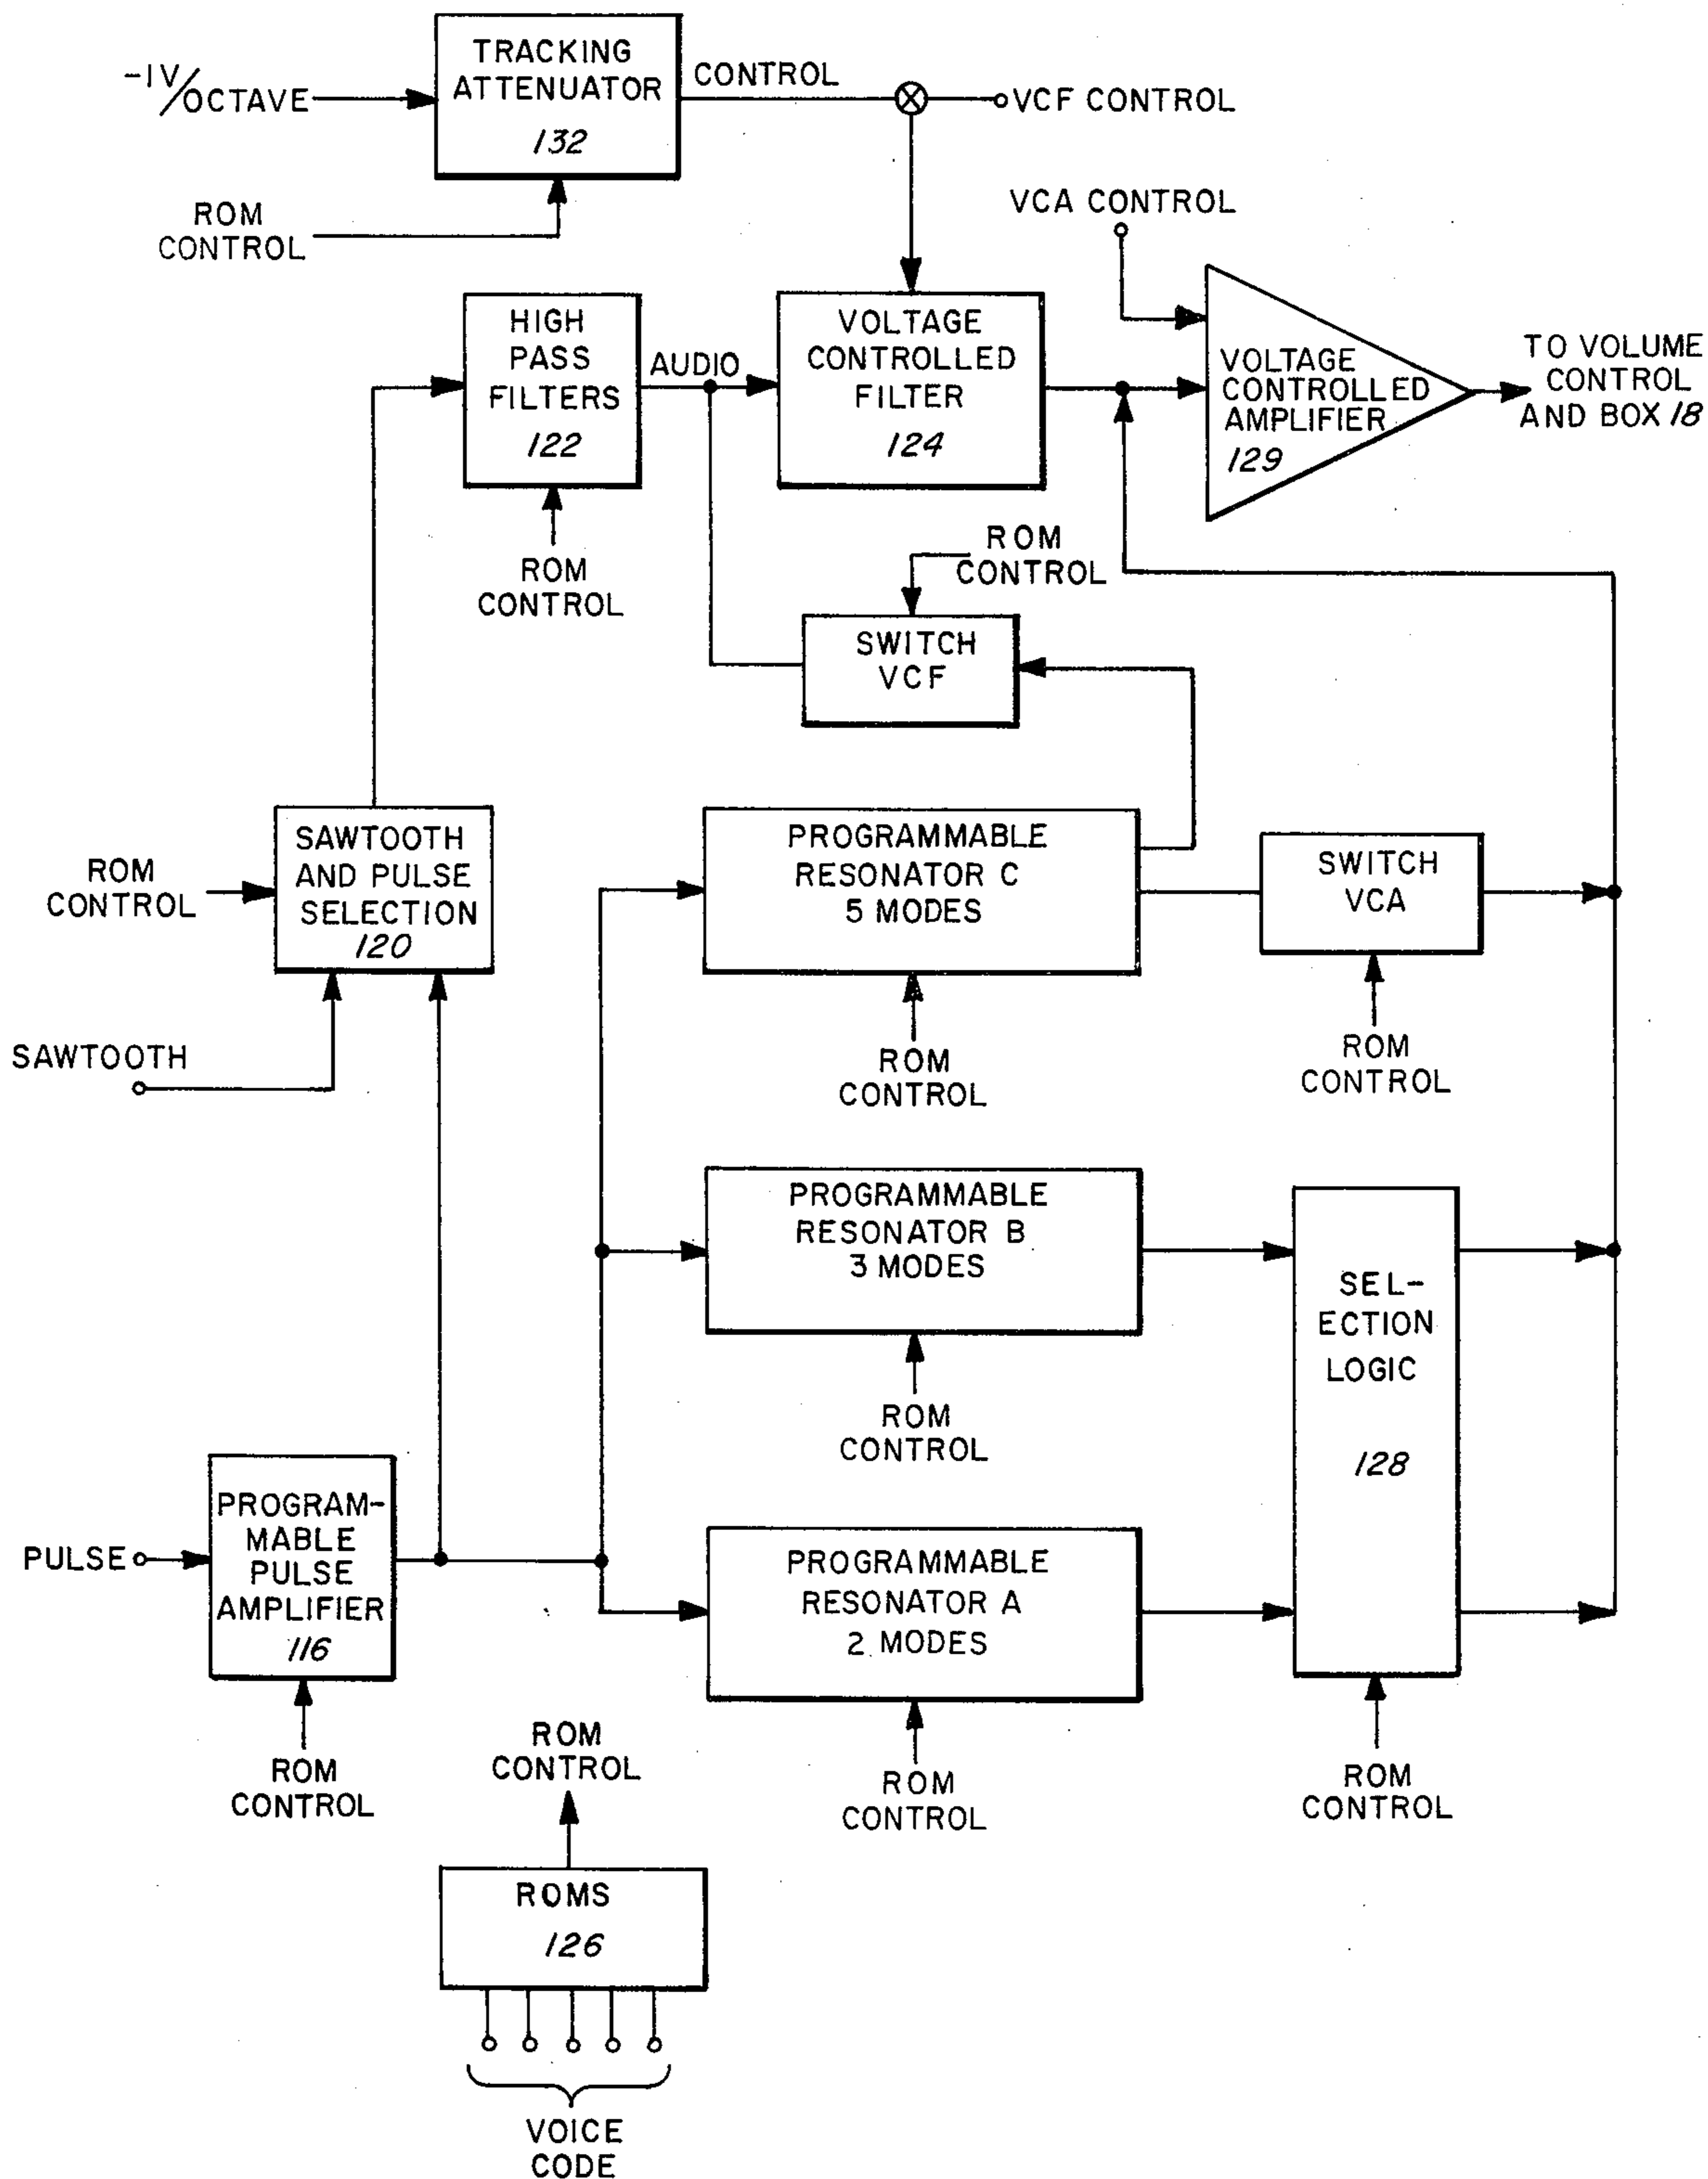 TRACKING
ATTENUATOR
132
-1V/OCTAVE
CONTROL
VCF CONTROL
ROM
CONTROL
VCA CONTROL
HIGH
PASS
FILTERS
122
AUDIO
VOLTAGE
CONTROLLED
FILTER
124
VOLTAGE
CONTROLLED
AMPLIFIER
129
TO VOLUME
CONTROL
AND BOX 18
ROM
CONTROL
ROM
CONTROL
SWITCH
VCF
SAWTOOTH
AND PULSE
SELECTION
120
ROM
CONTROL
PROGRAMMABLE
RESONATOR C
5 MODES
SWITCH
VCA
ROM
CONTROL
ROM
CONTROL
SAWTOOTH
PROGRAMMABLE
RESONATOR B
3 MODES
SEL-
ECTION
LOGIC
128
ROM
CONTROL
PULSE
PROGRAM-
MABLE
PULSE
AMPLIFIER
116
PROGRAMMABLE
RESONATOR A
2 MODES
ROM
CONTROL
ROM
CONTROL
ROM
CONTROL
ROM
CONTROL
ROMS
126
VOICE
CODE